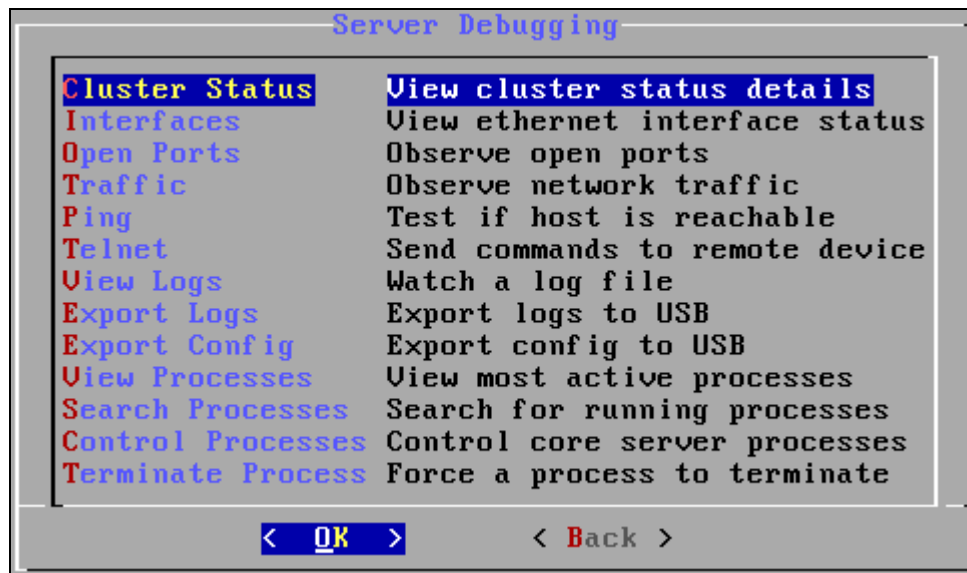 Server Debugging
Cluster Status View cluster status details
Interfaces View ethernet interface status
Open Ports Observe open ports
Traffic Observe network traffic
Ping Test if host is reachable
Telnet Send commands to remote device
View Logs Watch a log file
Export Logs Export logs to USB
Export Config Export config to USB
View Processes View most active processes
Search Processes Search for running processes
Control Processes Control core server processes
Terminate Process Force a process to terminate
< OK > < Back >